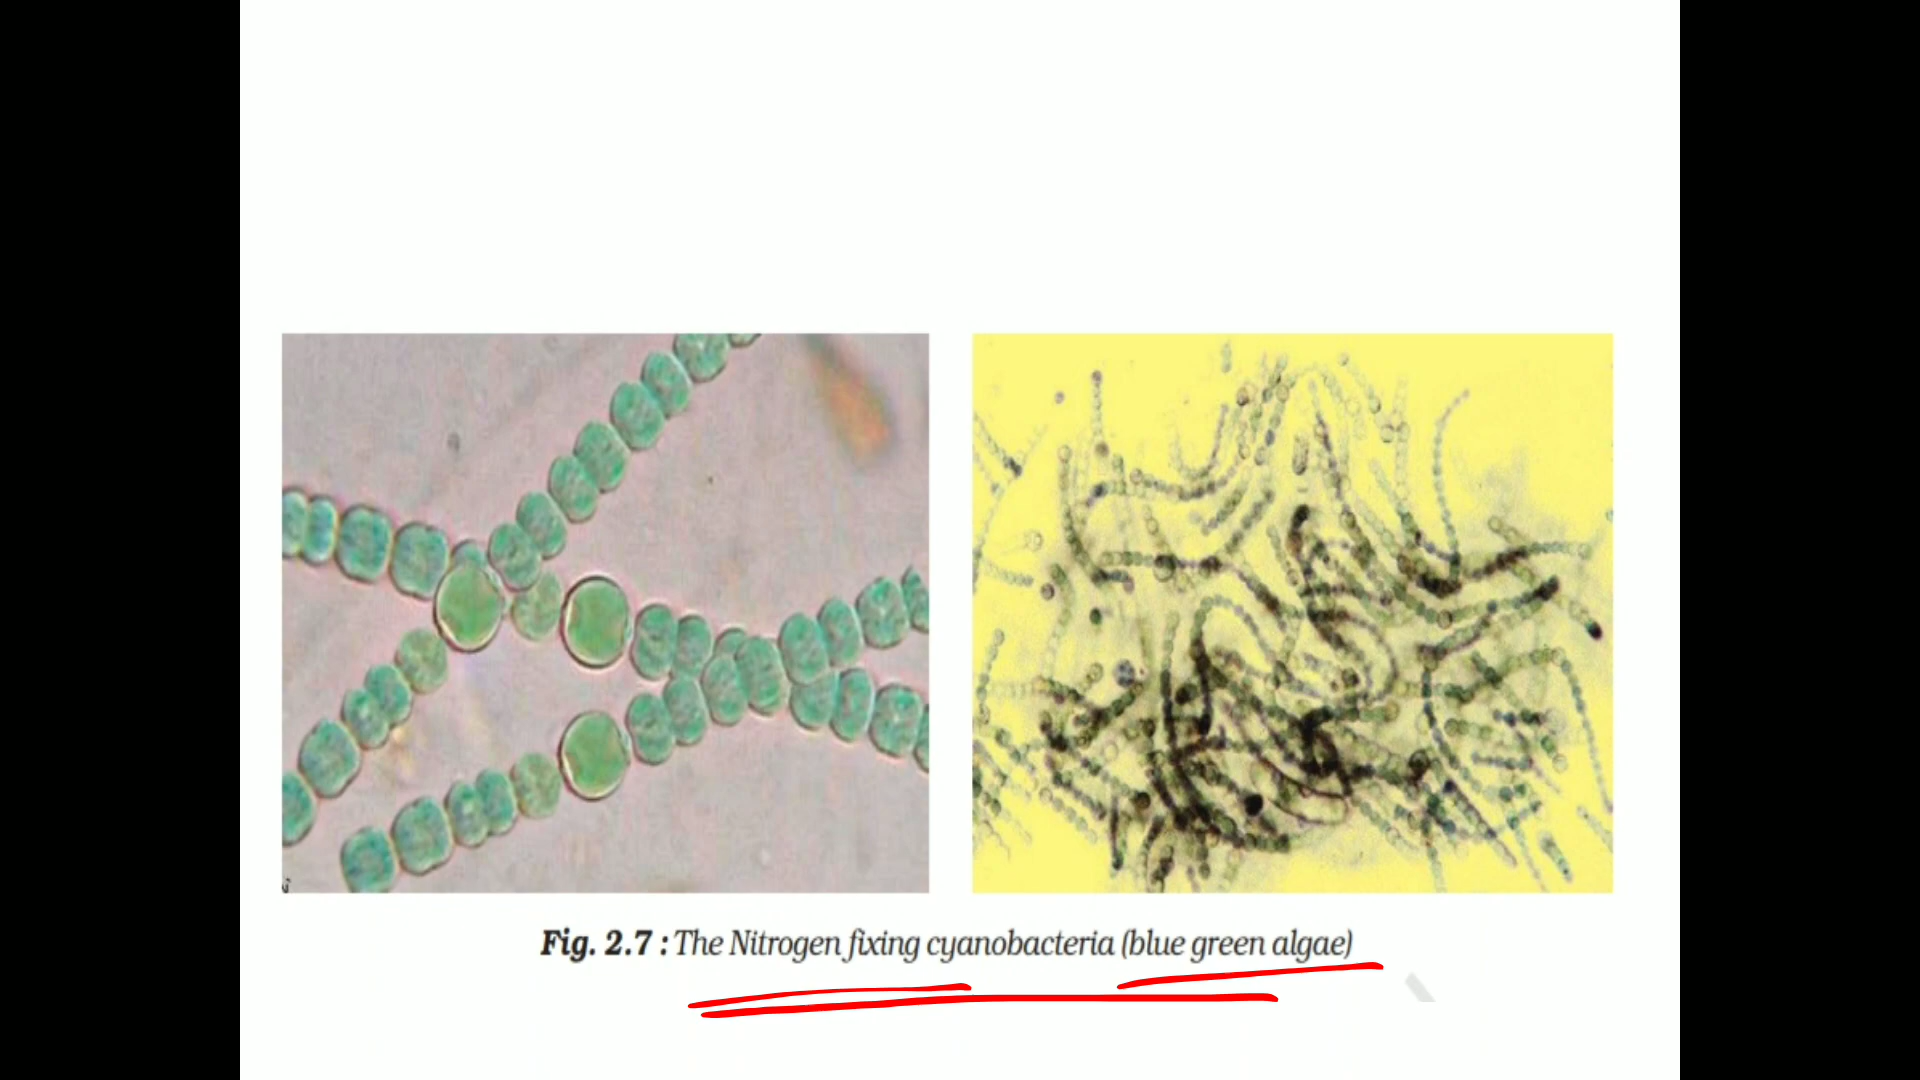 Fig. 2.7 : The Nitrogen fixing cyanobacteria (blue green algae)